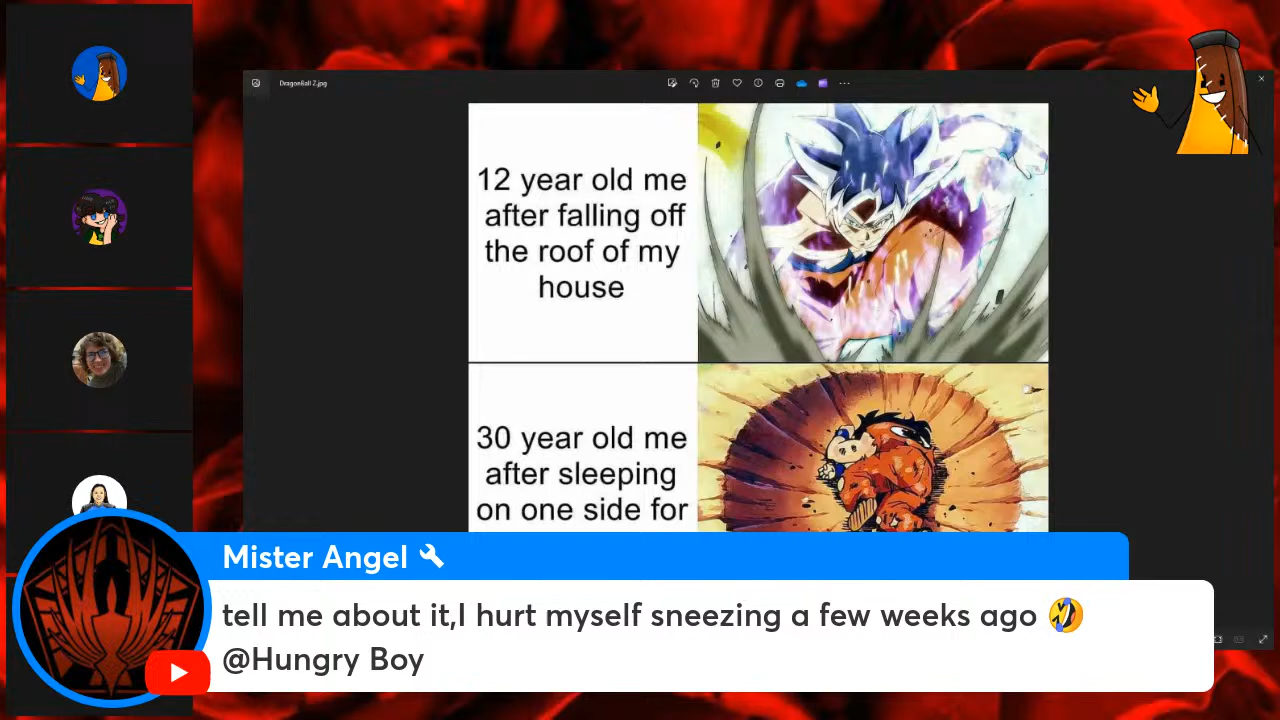 DragonBall Z.jpg
12 year old me
after falling off
the roof of my
house
30 year old me
after sleeping
on one side for
Mister Angel
tell me about it,I hurt myself sneezing a few weeks ago 🤣
@Hungry Boy